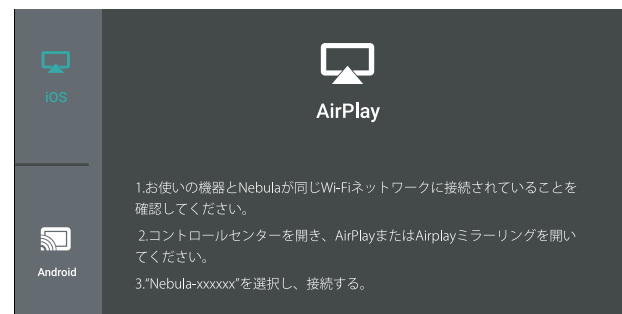 iOS
Android
AirPlay
1.お使いの機器とNebulaが同じWi-Fiネットワークに接続されていることを
確認してください。
2.コントロールセンターを開き、AirPlayまたはAirplayミラーリングを開い
てください。
3."Nebula-xxxxxx"を選択し、接続する。